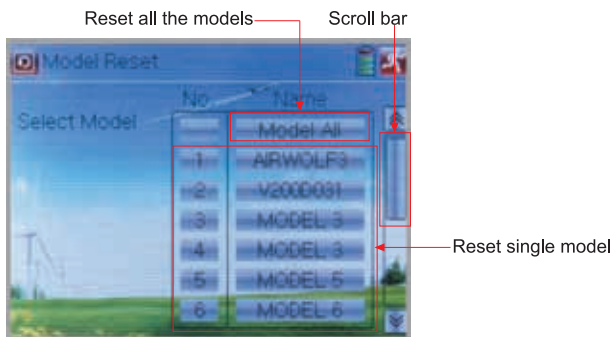 Reset all the models
Scroll bar
Model Reset
No Name
Select Model
Model All
1 AIRWOLF3
2 V200D031
3 MODEL 3
4 MODEL 3
5 MODEL 5
6 MODEL 6
Reset single model